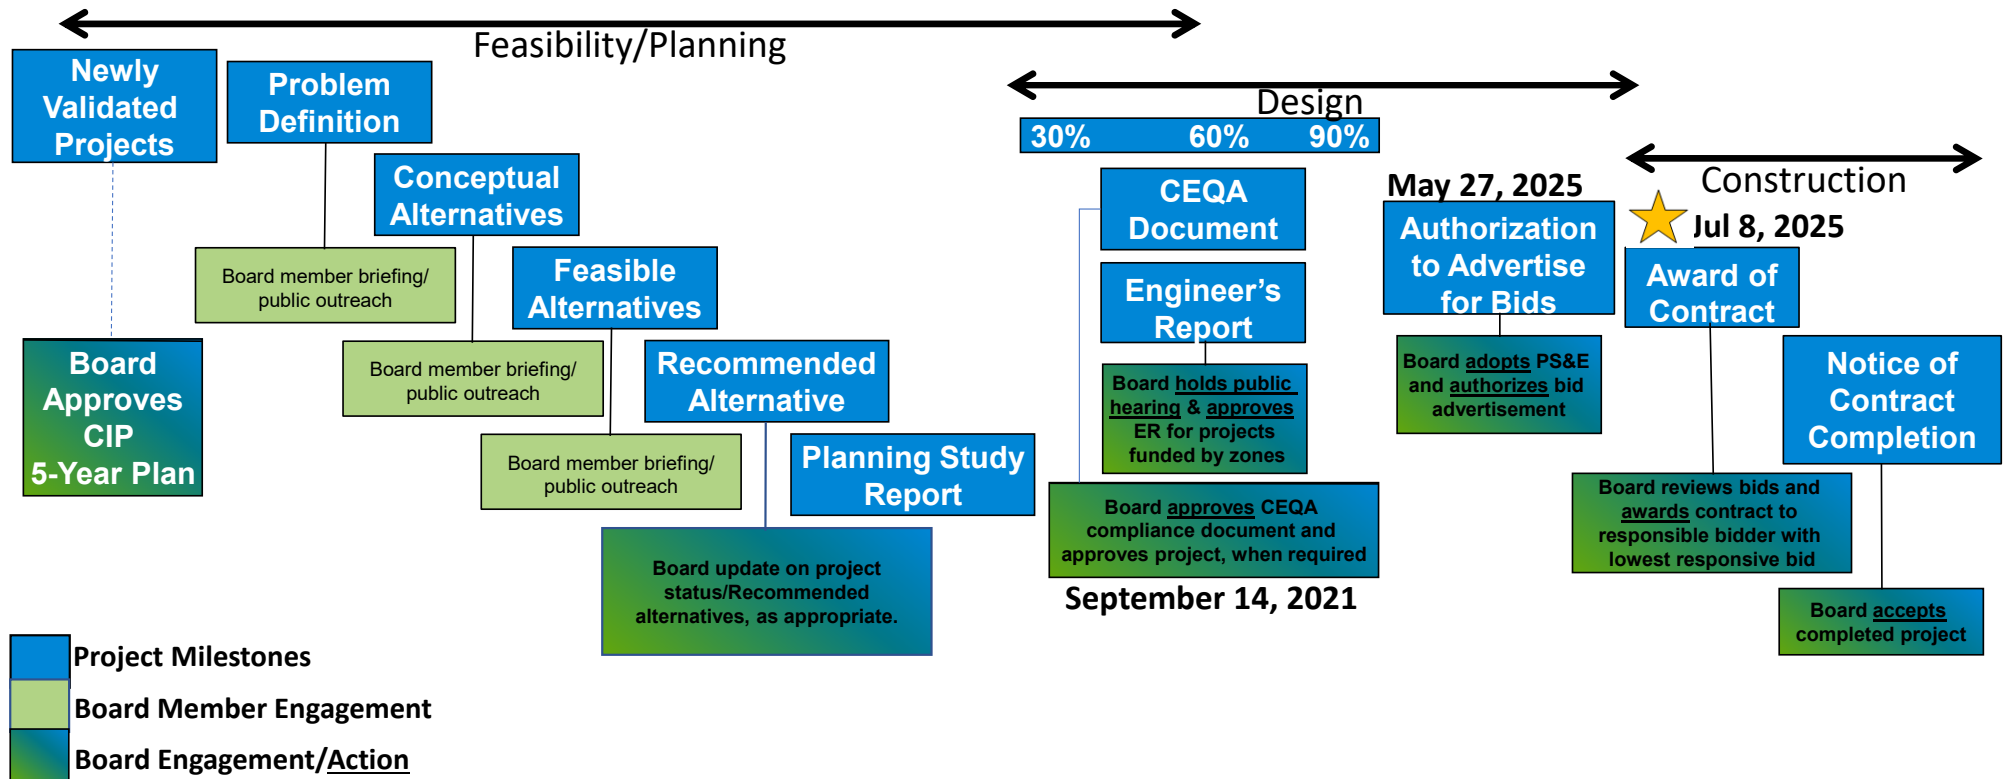 Feasibility/Planning
Newly
Validated
Projects
Board
Approves
CIP
5-Year Plan
Problem
Definition
Board member briefing/
public outreach
Conceptual
Alternatives
Board member briefing/
public outreach
Feasible
Alternatives
Board member briefing/
public outreach
Recommended
Alternative
Board update on project
status/Recommended
alternatives, as appropriate.
Planning Study
Report
Design
30% 60% 90%
CEQA
Document
Engineer's
Report
Board holds public
hearing & approves
ER for projects
funded by zones
Board approves CEQA
compliance document and
approves project, when required
September 14, 2021
May 27, 2025
Authorization
to Advertise
for Bids
Board adopts PS&E
and authorizes bid
advertisement
Construction
Jul 8, 2025
Award of
Contract
Board reviews bids and
awards contract to
responsible bidder with
lowest responsive bid
Notice of
Contract
Completion
Board accepts
completed project
Project Milestones
Board Member Engagement
Board Engagement/Action